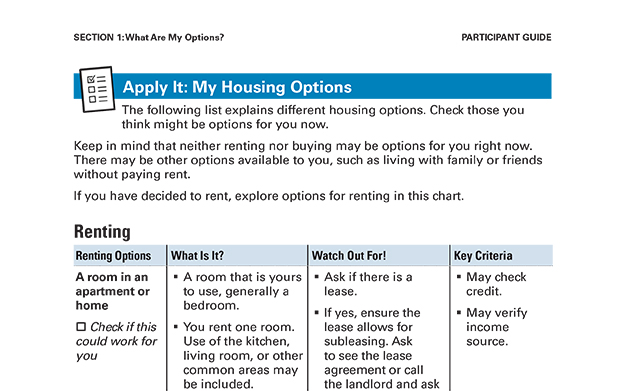 SECTION 1: What Are My Options?
PARTICIPANT GUIDE
Apply It: My Housing Options
The following list explains different housing options. Check those you
think might be options for you now.
Keep in mind that neither renting nor buying may be options for you right now.
There may be other options available to you, such as living with family or friends
without paying rent.
If you have decided to rent, explore options for renting in this chart.
Renting
Renting Options
What Is It?
Watch Out For!
Key Criteria
A room in an
apartment or
home
☐ Check if this
could work for
you
▪ A room that is yours
to use, generally a
bedroom.
▪ You rent one room.
Use of the kitchen,
living room, or other
common areas may
be included.
▪ Ask if there is a
lease.
▪ If yes, ensure the
lease allows for
subleasing. Ask
to see the lease
agreement or call
the landlord and ask
▪ May check
credit.
▪ May verify
income
source.